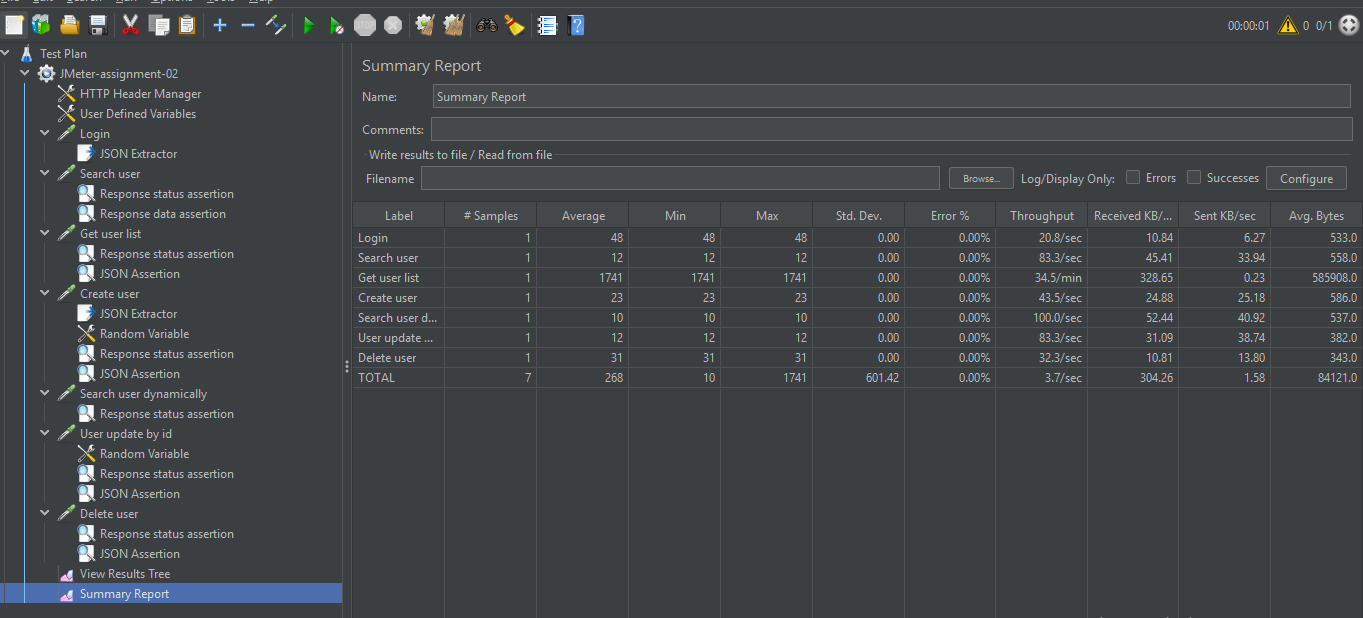 00:00:01 0 0/1
Test Plan
JMeter-assignment-02
HTTP Header Manager
User Defined Variables
Login
JSON Extractor
Search user
Response status assertion
Response data assertion
Get user list
Response status assertion
JSON Assertion
Create user
JSON Extractor
Random Variable
Response status assertion
JSON Assertion
Search user dynamically
Response status assertion
User update by id
Random Variable
Response status assertion
JSON Assertion
Delete user
Response status assertion
JSON Assertion
View Results Tree
Summary Report
Summary Report
Name: Summary Report
Comments:
Write results to file / Read from file
Filename Browse... Log/Display Only: Errors Successes Configure
Label # Samples Average Min Max Std. Dev. Error % Throughput Received KB/... Sent KB/sec Avg. Bytes
Login 1 48 48 48 0.00 0.00% 20.8/sec 10.84 6.27 533.0
Search user 1 12 12 12 0.00 0.00% 83.3/sec 45.41 33.94 558.0
Get user list 1 1741 1741 1741 0.00 0.00% 34.5/min 328.65 0.23 585908.0
Create user 1 23 23 23 0.00 0.00% 43.5/sec 24.88 25.18 586.0
Search user d... 1 10 10 10 0.00 0.00% 100.0/sec 52.44 40.92 537.0
User update ... 1 12 12 12 0.00 0.00% 83.3/sec 31.09 38.74 382.0
Delete user 1 31 31 31 0.00 0.00% 32.3/sec 10.81 13.80 343.0
TOTAL 7 268 10 1741 601.42 0.00% 3.7/sec 304.26 1.58 84121.0